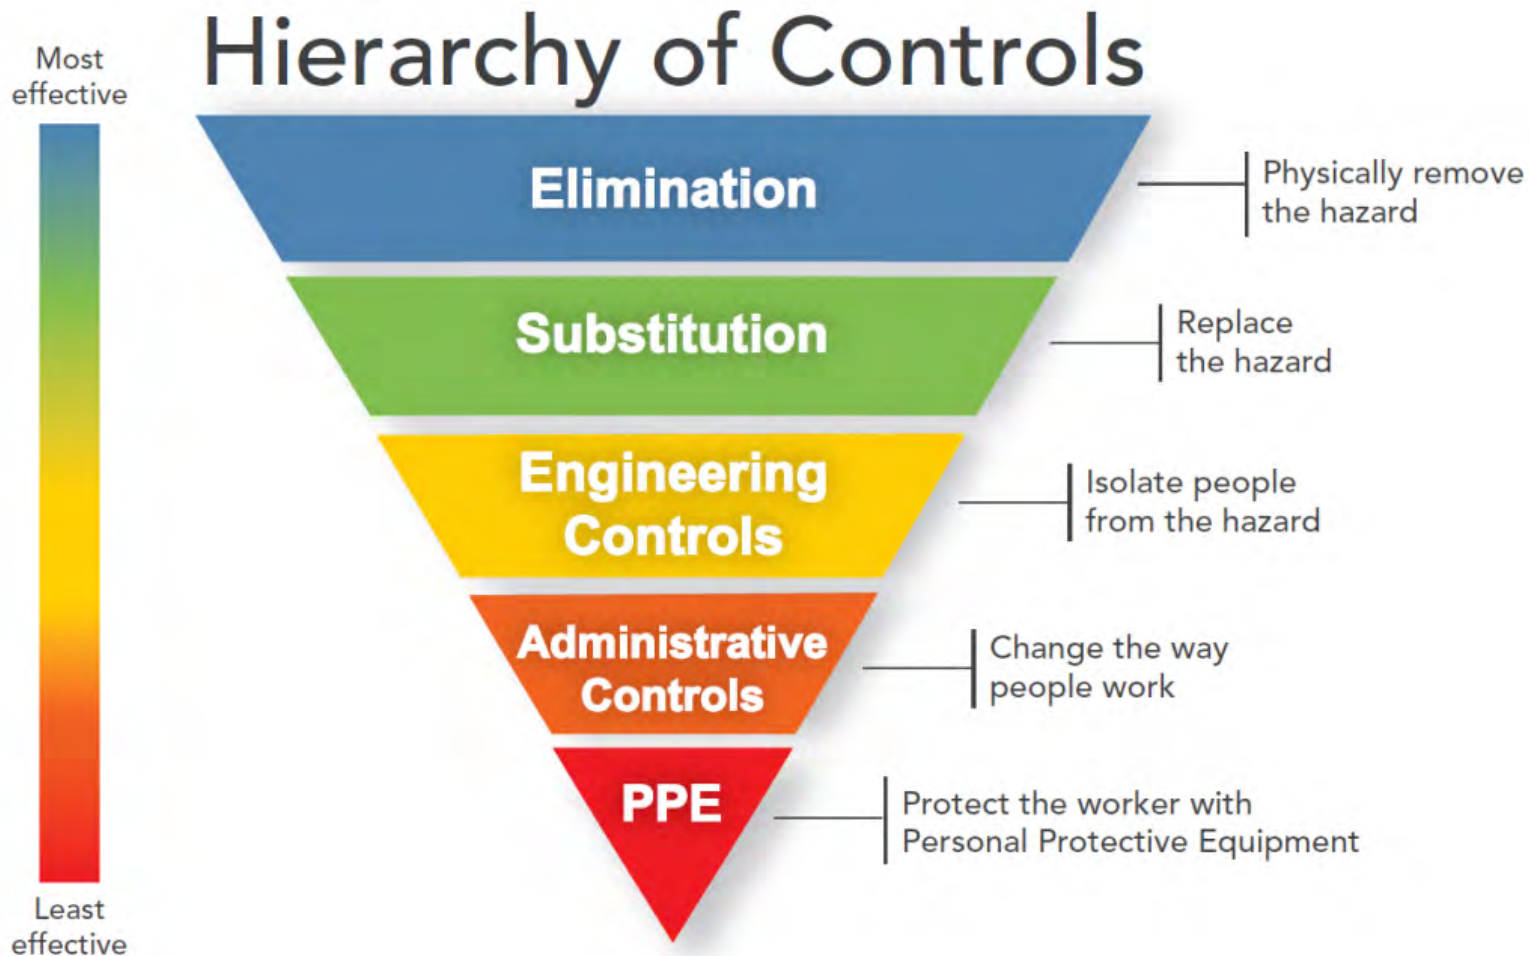 Hierarchy of Controls
Most
effective
Elimination
Physically remove
the hazard
Substitution
Replace
the hazard
Engineering
Controls
Isolate people
from the hazard
Administrative
Controls
Change the way
people work
PPE
Protect the worker with
Personal Protective Equipment
Least
effective